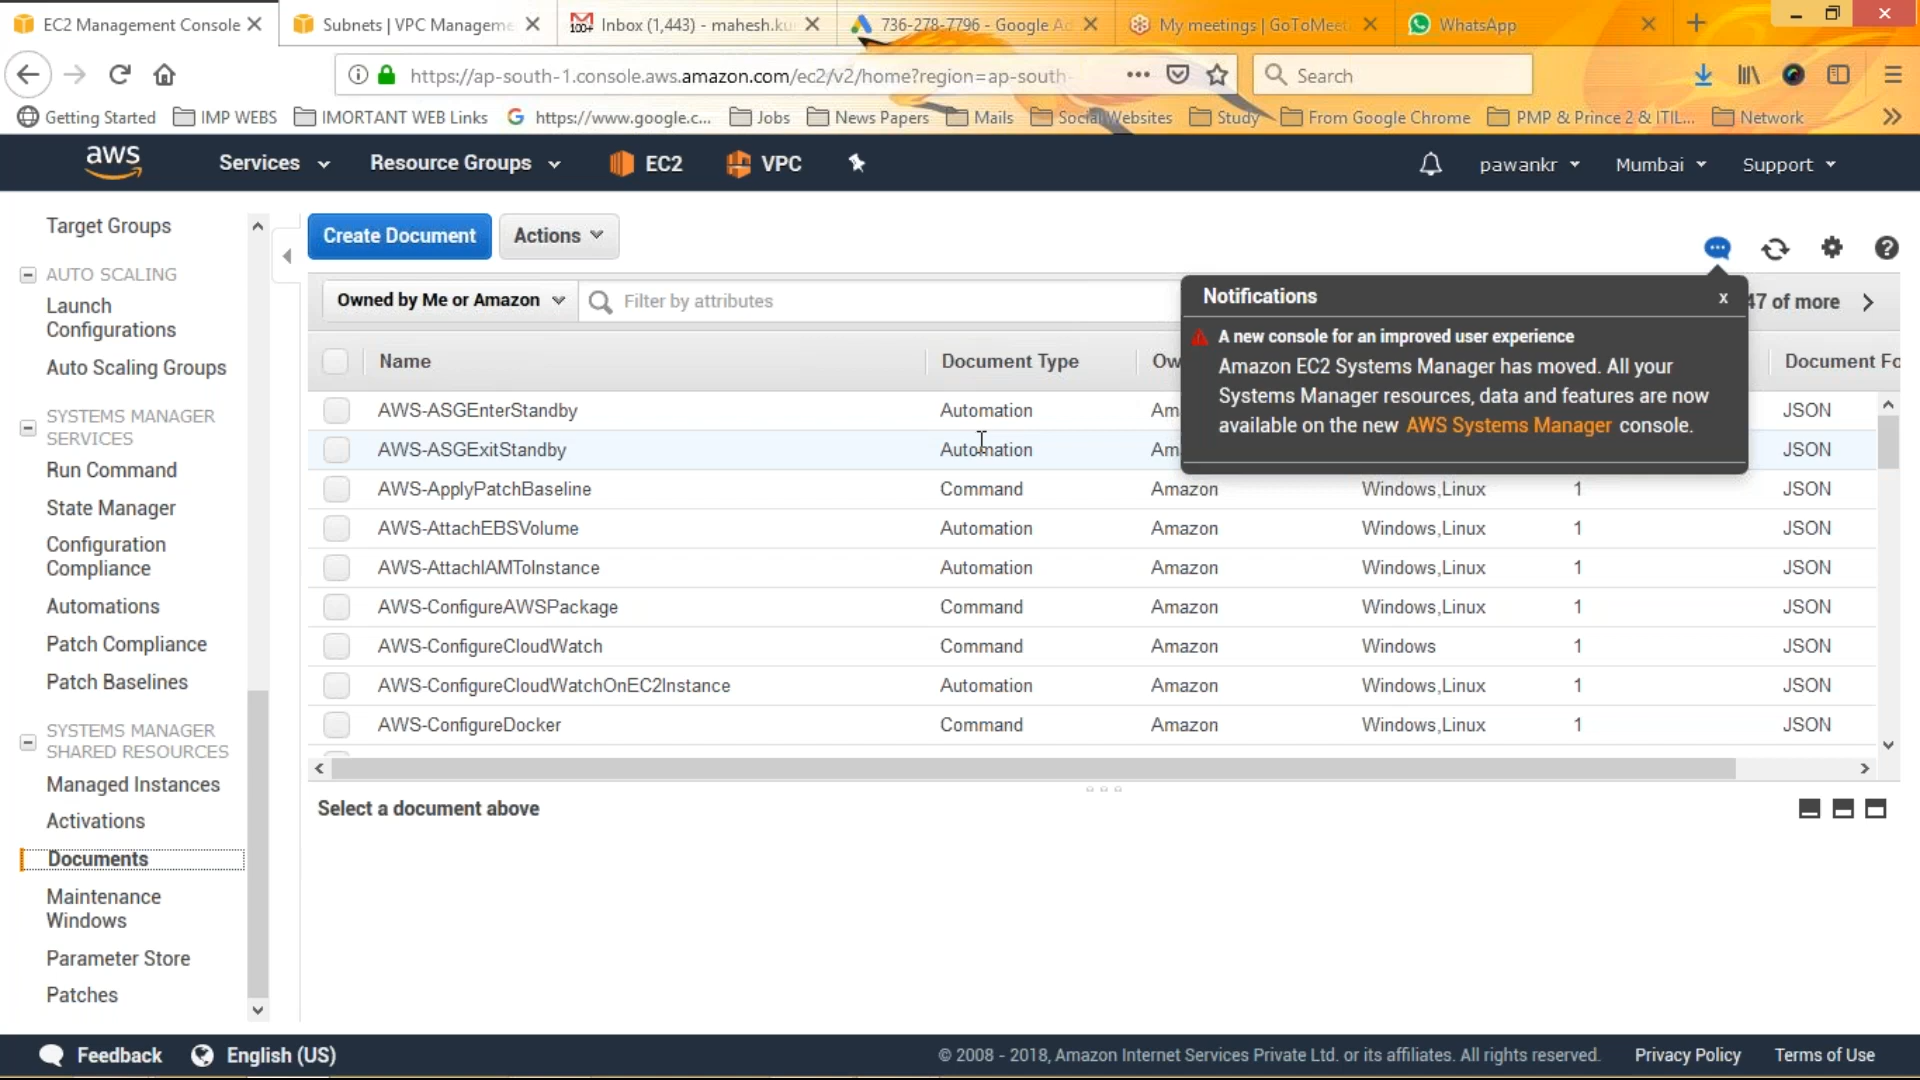 EC2 Management Console
Subnets | VPC Manageme
100+ Inbox (1,443) - mahesh.ku
736-278-7796 - Google Ad
My meetings | GoToMeet
WhatsApp
https://ap-south-1.console.aws.amazon.com/ec2/v2/home?region=ap-south-
Search
Getting Started
IMP WEBS
IMORTANT WEB Links
https://www.google.c...
Jobs
News Papers
Mails
Social Websites
Study
From Google Chrome
PMP & Prince 2 & ITIL...
Network
aws
Services
Resource Groups
EC2
VPC
pawankr
Mumbai
Support
Target Groups
AUTO SCALING
Launch
Configurations
Auto Scaling Groups
SYSTEMS MANAGER
SERVICES
Run Command
State Manager
Configuration
Compliance
Automations
Patch Compliance
Patch Baselines
SYSTEMS MANAGER
SHARED RESOURCES
Managed Instances
Activations
Documents
Maintenance
Windows
Parameter Store
Patches
Create Document
Actions
Owned by Me or Amazon
Filter by attributes
47 of more
Name Document Type Ow Document Fo
AWS-ASGEnterStandby Automation Am JSON
AWS-ASGExitStandby Automation Am JSON
AWS-ApplyPatchBaseline Command Amazon Windows,Linux 1 JSON
AWS-AttachEBSVolume Automation Amazon Windows,Linux 1 JSON
AWS-AttachIAMToInstance Automation Amazon Windows,Linux 1 JSON
AWS-ConfigureAWSPackage Command Amazon Windows,Linux 1 JSON
AWS-ConfigureCloudWatch Command Amazon Windows 1 JSON
AWS-ConfigureCloudWatchOnEC2Instance Automation Amazon Windows,Linux 1 JSON
AWS-ConfigureDocker Command Amazon Windows,Linux 1 JSON
Notifications x
A new console for an improved user experience
Amazon EC2 Systems Manager has moved. All your
Systems Manager resources, data and features are now
available on the new AWS Systems Manager console.
Select a document above
Feedback
English (US)
© 2008 - 2018, Amazon Internet Services Private Ltd. or its affiliates. All rights reserved.
Privacy Policy
Terms of Use